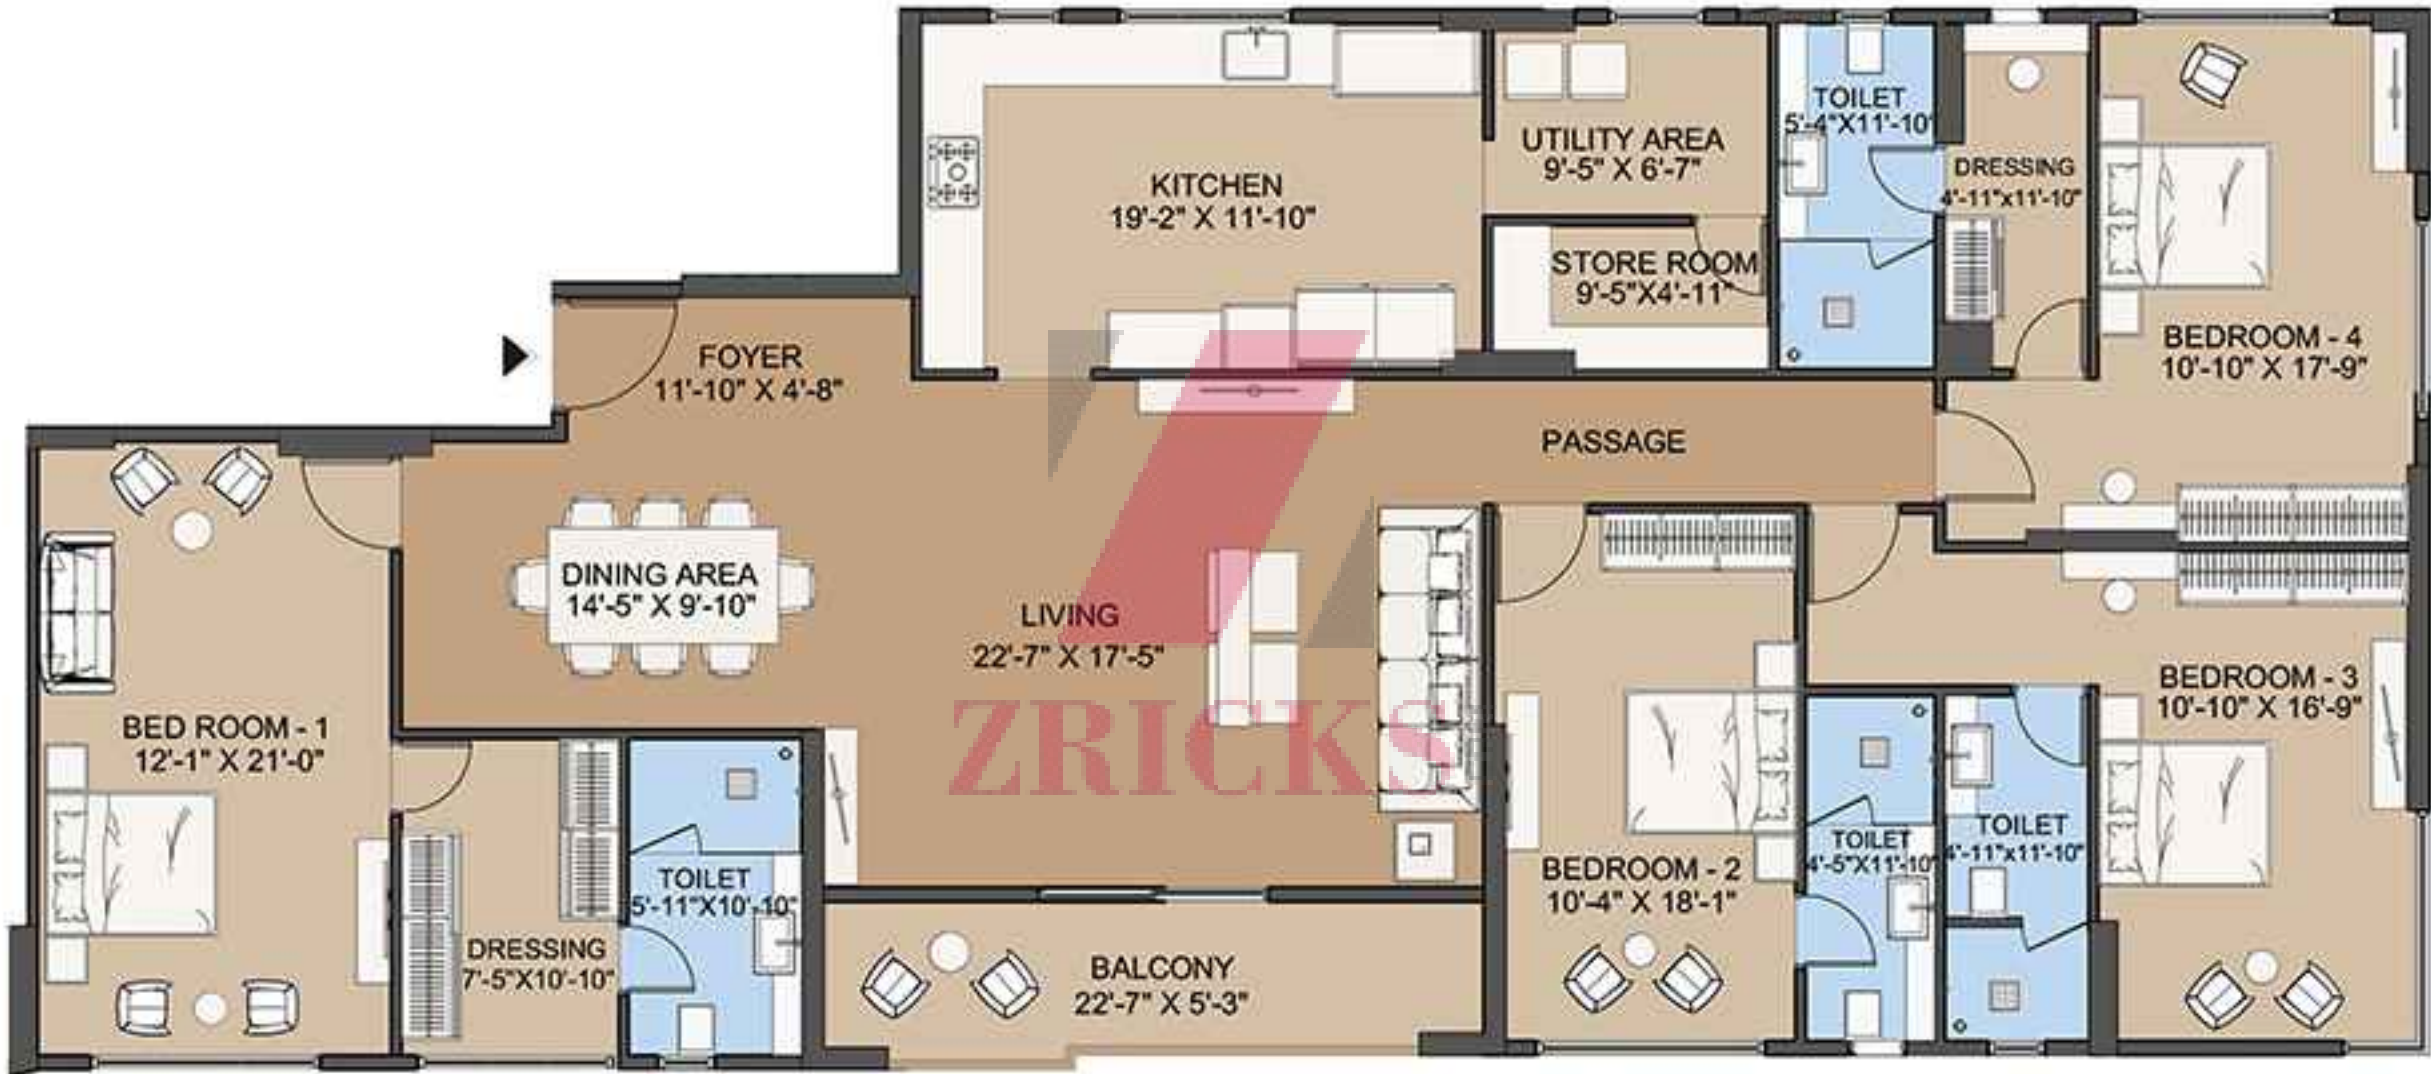 KITCHEN
19'-2" X 11'-10"
UTILITY AREA
9'-5" X 6'-7"
STORE ROOM
9'-5"X4'-11"
TOILET
5'-4"X11'-10"
DRESSING
4'-11"x11'-10"
BEDROOM - 4
10'-10" X 17'-9"
FOYER
11'-10" X 4'-8"
PASSAGE
DINING AREA
14'-5" X 9'-10"
LIVING
22'-7" X 17'-5"
ZRICKS
BED ROOM - 1
12'-1" X 21'-0"
DRESSING
7'-5"X10'-10"
TOILET
5'-11"X10'-10"
BALCONY
22'-7" X 5'-3"
BEDROOM - 2
10'-4" X 18'-1"
TOILET
4'-5"X11'-10"
TOILET
4'-11"x11'-10"
BEDROOM - 3
10'-10" X 16'-9"